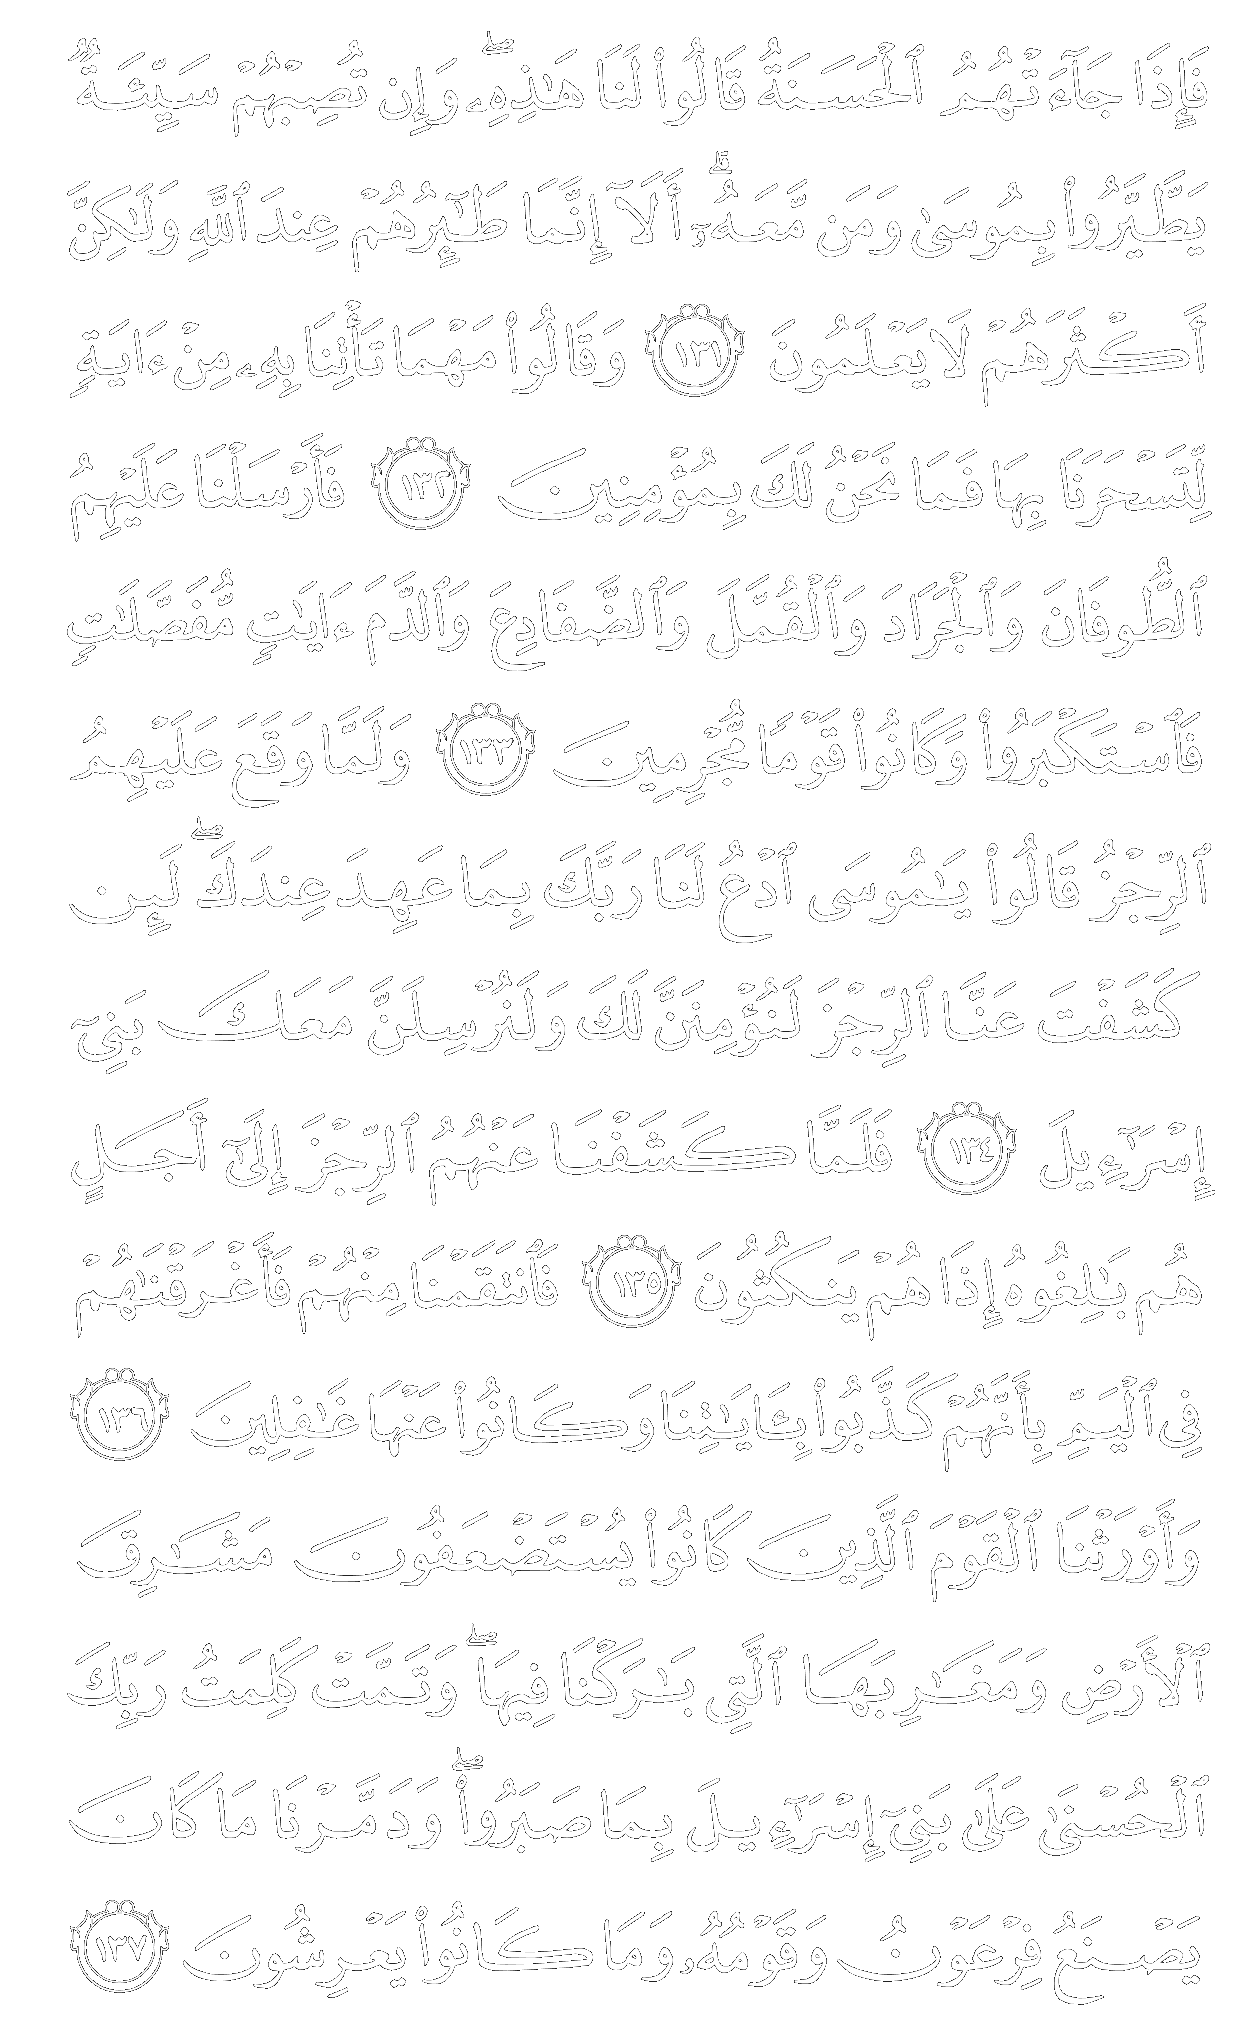 فَإِذَا جَآءَتْهُمُ ٱلْحَسَنَةُ قَالُوا۟ لَنَا هَـٰذِهِۦ ۖ وَإِن تُصِبْهُمْ سَيِّئَةٌ
يَطَّيَّرُوا۟ بِمُوسَىٰ وَمَن مَّعَهُۥٓ ۗ أَلَآ إِنَّمَا طَـٰٓئِرُهُمْ عِندَ ٱللَّهِ وَلَـٰكِنَّ
أَكْثَرَهُمْ لَا يَعْلَمُونَ ١٣١ وَقَالُوا۟ مَهْمَا تَأْتِنَا بِهِۦ مِنْ ءَايَةٍ
لِّتَسْحَرَنَا بِهَا فَمَا نَحْنُ لَكَ بِمُؤْمِنِينَ ١٣٢ فَأَرْسَلْنَا عَلَيْهِمُ
ٱلطُّوفَانَ وَٱلْجَرَادَ وَٱلْقُمَّلَ وَٱلضَّفَادِعَ وَٱلدَّمَ ءَايَـٰتٍ مُّفَصَّلَـٰتٍ
فَٱسْتَكْبَرُوا۟ وَكَانُوا۟ قَوْمًا مُّجْرِمِينَ ١٣٣ وَلَمَّا وَقَعَ عَلَيْهِمُ
ٱلرِّجْزُ قَالُوا۟ يَـٰمُوسَى ٱدْعُ لَنَا رَبَّكَ بِمَا عَهِدَ عِندَكَ ۖ لَئِن
كَشَفْتَ عَنَّا ٱلرِّجْزَ لَنُؤْمِنَنَّ لَكَ وَلَنُرْسِلَنَّ مَعَكَ بَنِىٓ
إِسْرَٰٓءِيلَ ١٣٤ فَلَمَّا كَشَفْنَا عَنْهُمُ ٱلرِّجْزَ إِلَىٰٓ أَجَلٍ
هُم بَـٰلِغُوهُ إِذَا هُمْ يَنكُثُونَ ١٣٥ فَٱنتَقَمْنَا مِنْهُمْ فَأَغْرَقْنَـٰهُمْ
فِى ٱلْيَمِّ بِأَنَّهُمْ كَذَّبُوا۟ بِـَٔايَـٰتِنَا وَكَانُوا۟ عَنْهَا غَـٰفِلِينَ ١٣٦
وَأَوْرَثْنَا ٱلْقَوْمَ ٱلَّذِينَ كَانُوا۟ يُسْتَضْعَفُونَ مَشَـٰرِقَ
ٱلْأَرْضِ وَمَغَـٰرِبَهَا ٱلَّتِى بَـٰرَكْنَا فِيهَا ۖ وَتَمَّتْ كَلِمَتُ رَبِّكَ
ٱلْحُسْنَىٰ عَلَىٰ بَنِىٓ إِسْرَٰٓءِيلَ بِمَا صَبَرُوا۟ ۖ وَدَمَّرْنَا مَا كَانَ
يَصْنَعُ فِرْعَوْنُ وَقَوْمُهُۥ وَمَا كَانُوا۟ يَعْرِشُونَ ١٣٧